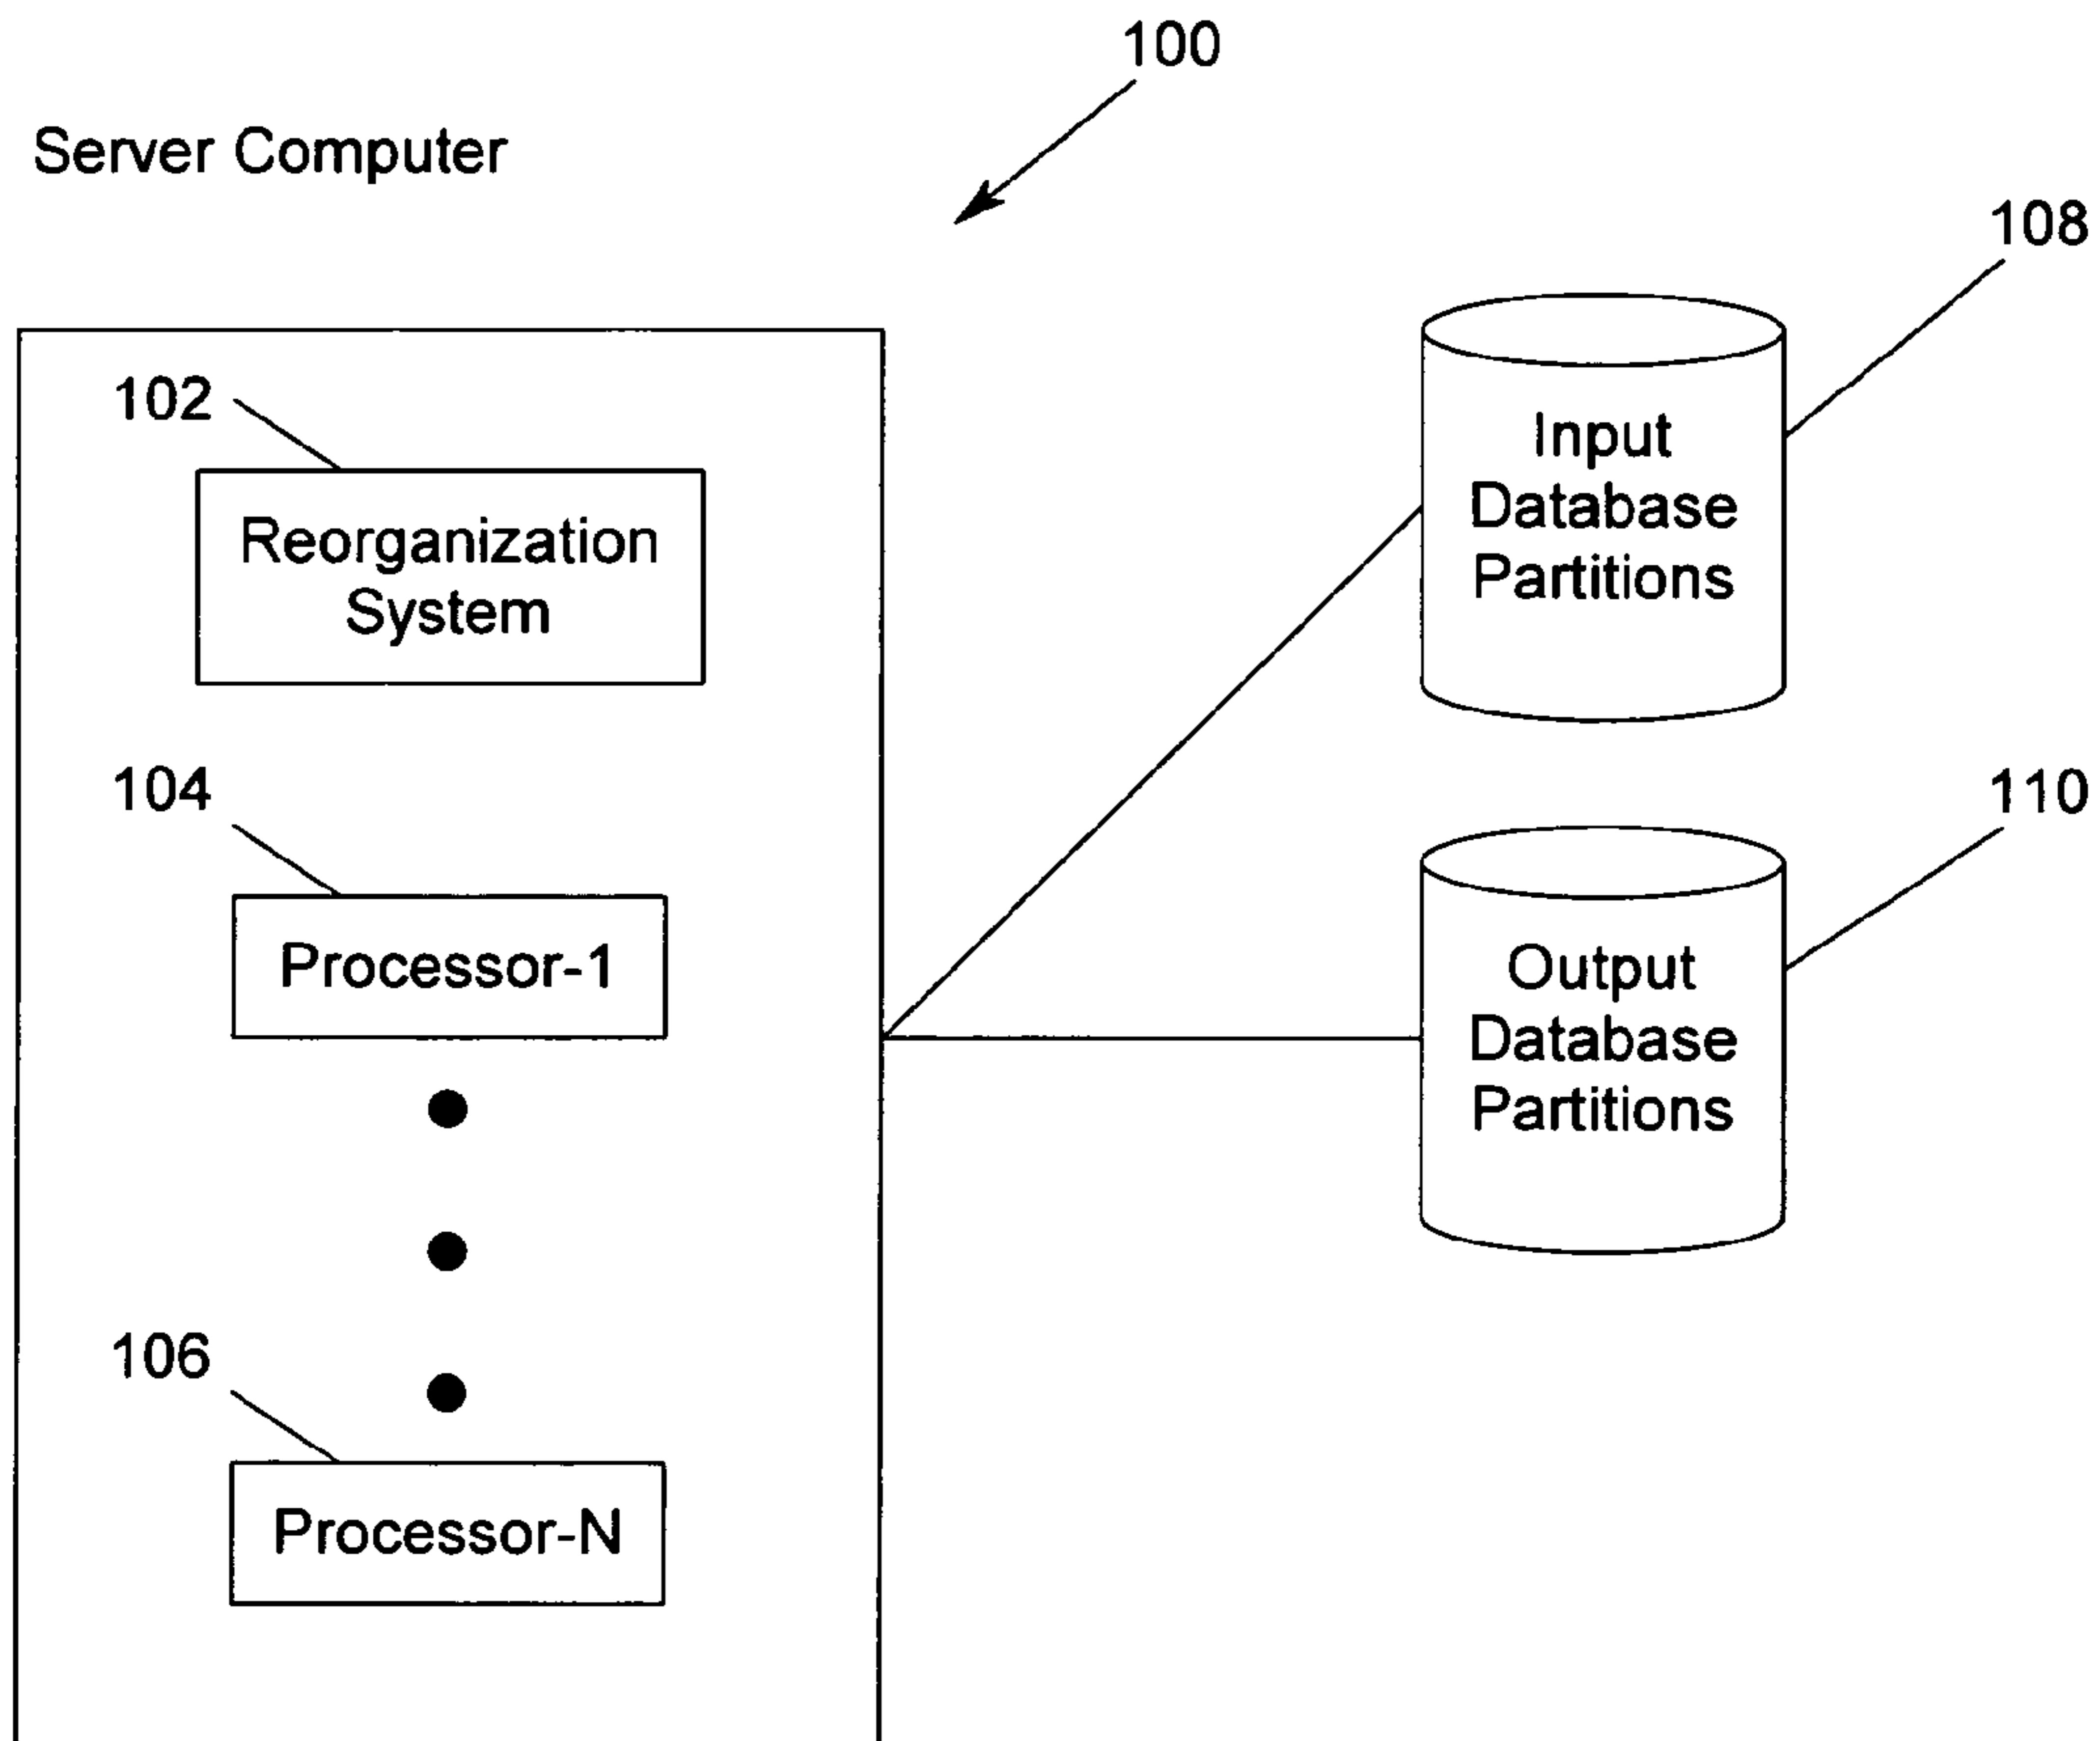 100
Server Computer
108
102
Input
Database
Partitions
Reorganization
System
104
110
Processor-1
Output
Database
Partitions
106
Processor-N